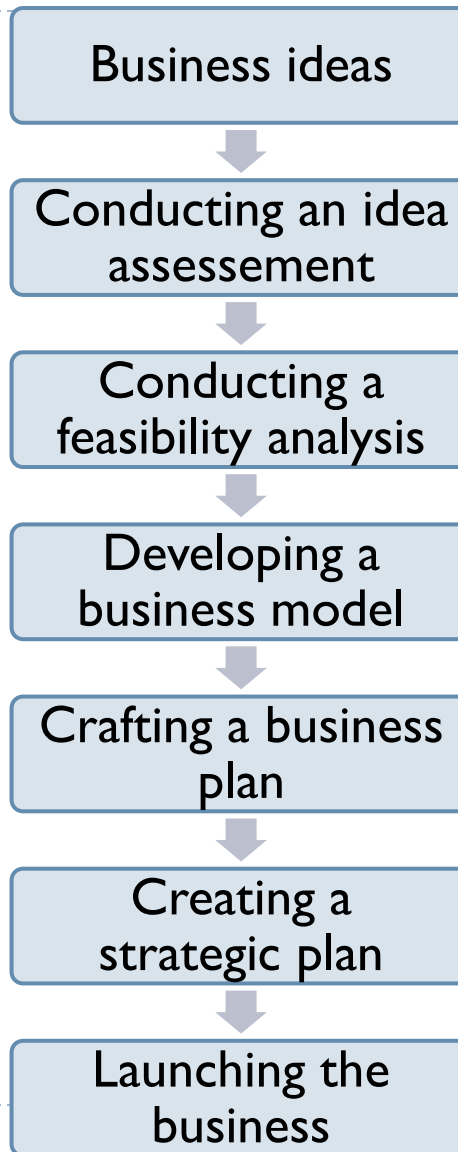 Business ideas
Conducting an idea
assessement
Conducting a
feasibility analysis
Developing a
business model
Crafting a business
plan
Creating a
strategic plan
Launching the
business